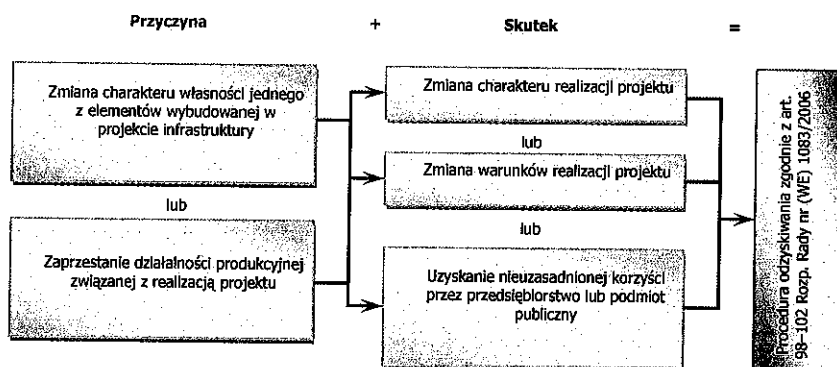 Przyczyna + Skutek =
Zmiana charakteru własności jednego
z elementów wybudowanej w
projekcie infrastruktury
lub
Zaprzestanie działalności produkcyjnej
związanej z realizacją projektu
Zmiana charakteru realizacji projektu
lub
Zmiana warunków realizacji projektu
lub
Uzyskanie nieuzasadnionej korzyści
przez przedsiębiorstwo lub podmiot
publiczny
Procedura odzyskiwania zgodnie z art.
98–102 Rozp. Rady nr (WE) 1083/2006